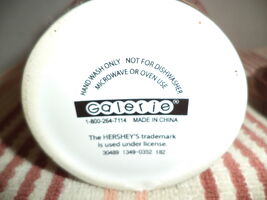 HAND WASH ONLY · NOT FOR DISHWASHER
MICROWAVE OR OVEN USE.
Galerie®
1-800-264-7114 MADE IN CHINA
The HERSHEY'S trademark
is used under license.
30489 1349-0352 182